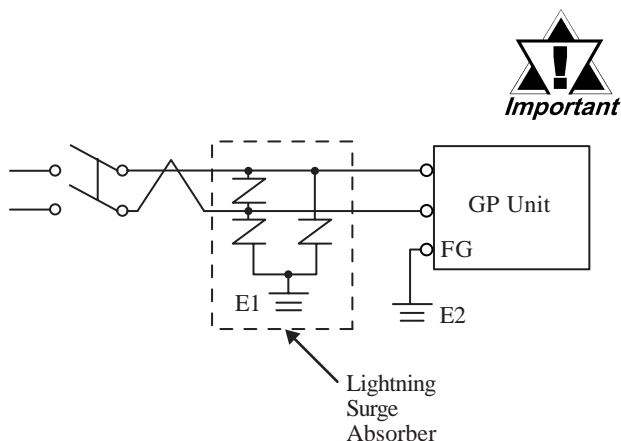 Important
GP Unit
FG
E1
E2
Lightning
Surge
Absorber